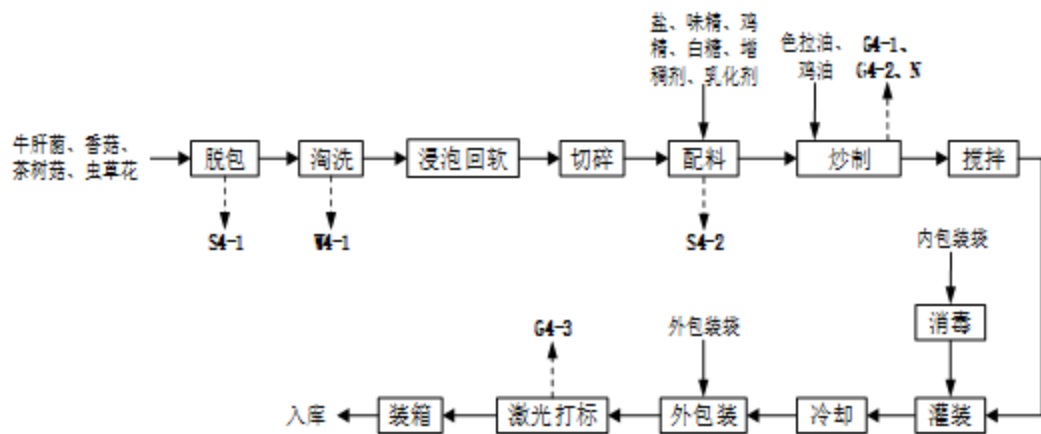 盐、味精、鸡
精、白糖、增
稠剂、乳化剂
色拉油、
鸡油
G4-1、
G4-2、N
牛肝菌、香菇、
茶树菇、虫草花
脱包
淘洗
浸泡回软
切碎
配料
炒制
搅拌
S4-1
W4-1
S4-2
内包装袋
消毒
G4-3
外包装袋
入库
装箱
激光打标
外包装
冷却
灌装